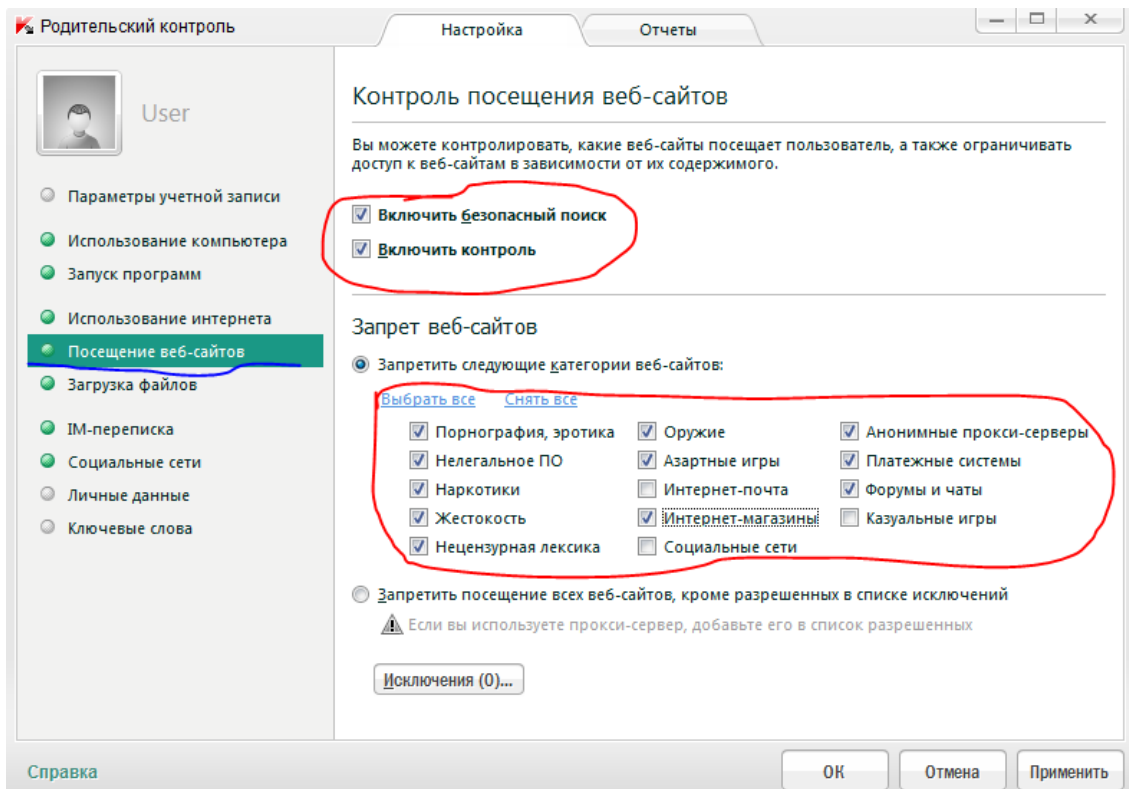 Родительский контроль
Настройка
Отчеты
User
Параметры учетной записи
Использование компьютера
Запуск программ
Использование интернета
Посещение веб-сайтов
Загрузка файлов
IM-переписка
Социальные сети
Личные данные
Ключевые слова
Контроль посещения веб-сайтов
Вы можете контролировать, какие веб-сайты посещает пользователь, а также ограничивать
доступ к веб-сайтам в зависимости от их содержимого.
Включить безопасный поиск
Включить контроль
Запрет веб-сайтов
Запретить следующие категории веб-сайтов:
Выбрать все Снять все
Порнография, эротика Оружие Анонимные прокси-серверы
Нелегальное ПО Азартные игры Платежные системы
Наркотики Интернет-почта Форумы и чаты
Жестокость Интернет-магазины Казуальные игры
Нецензурная лексика Социальные сети
Запретить посещение всех веб-сайтов, кроме разрешенных в списке исключений
Если вы используете прокси-сервер, добавьте его в список разрешенных
Исключения (0)...
Справка
ОК
Отмена
Применить